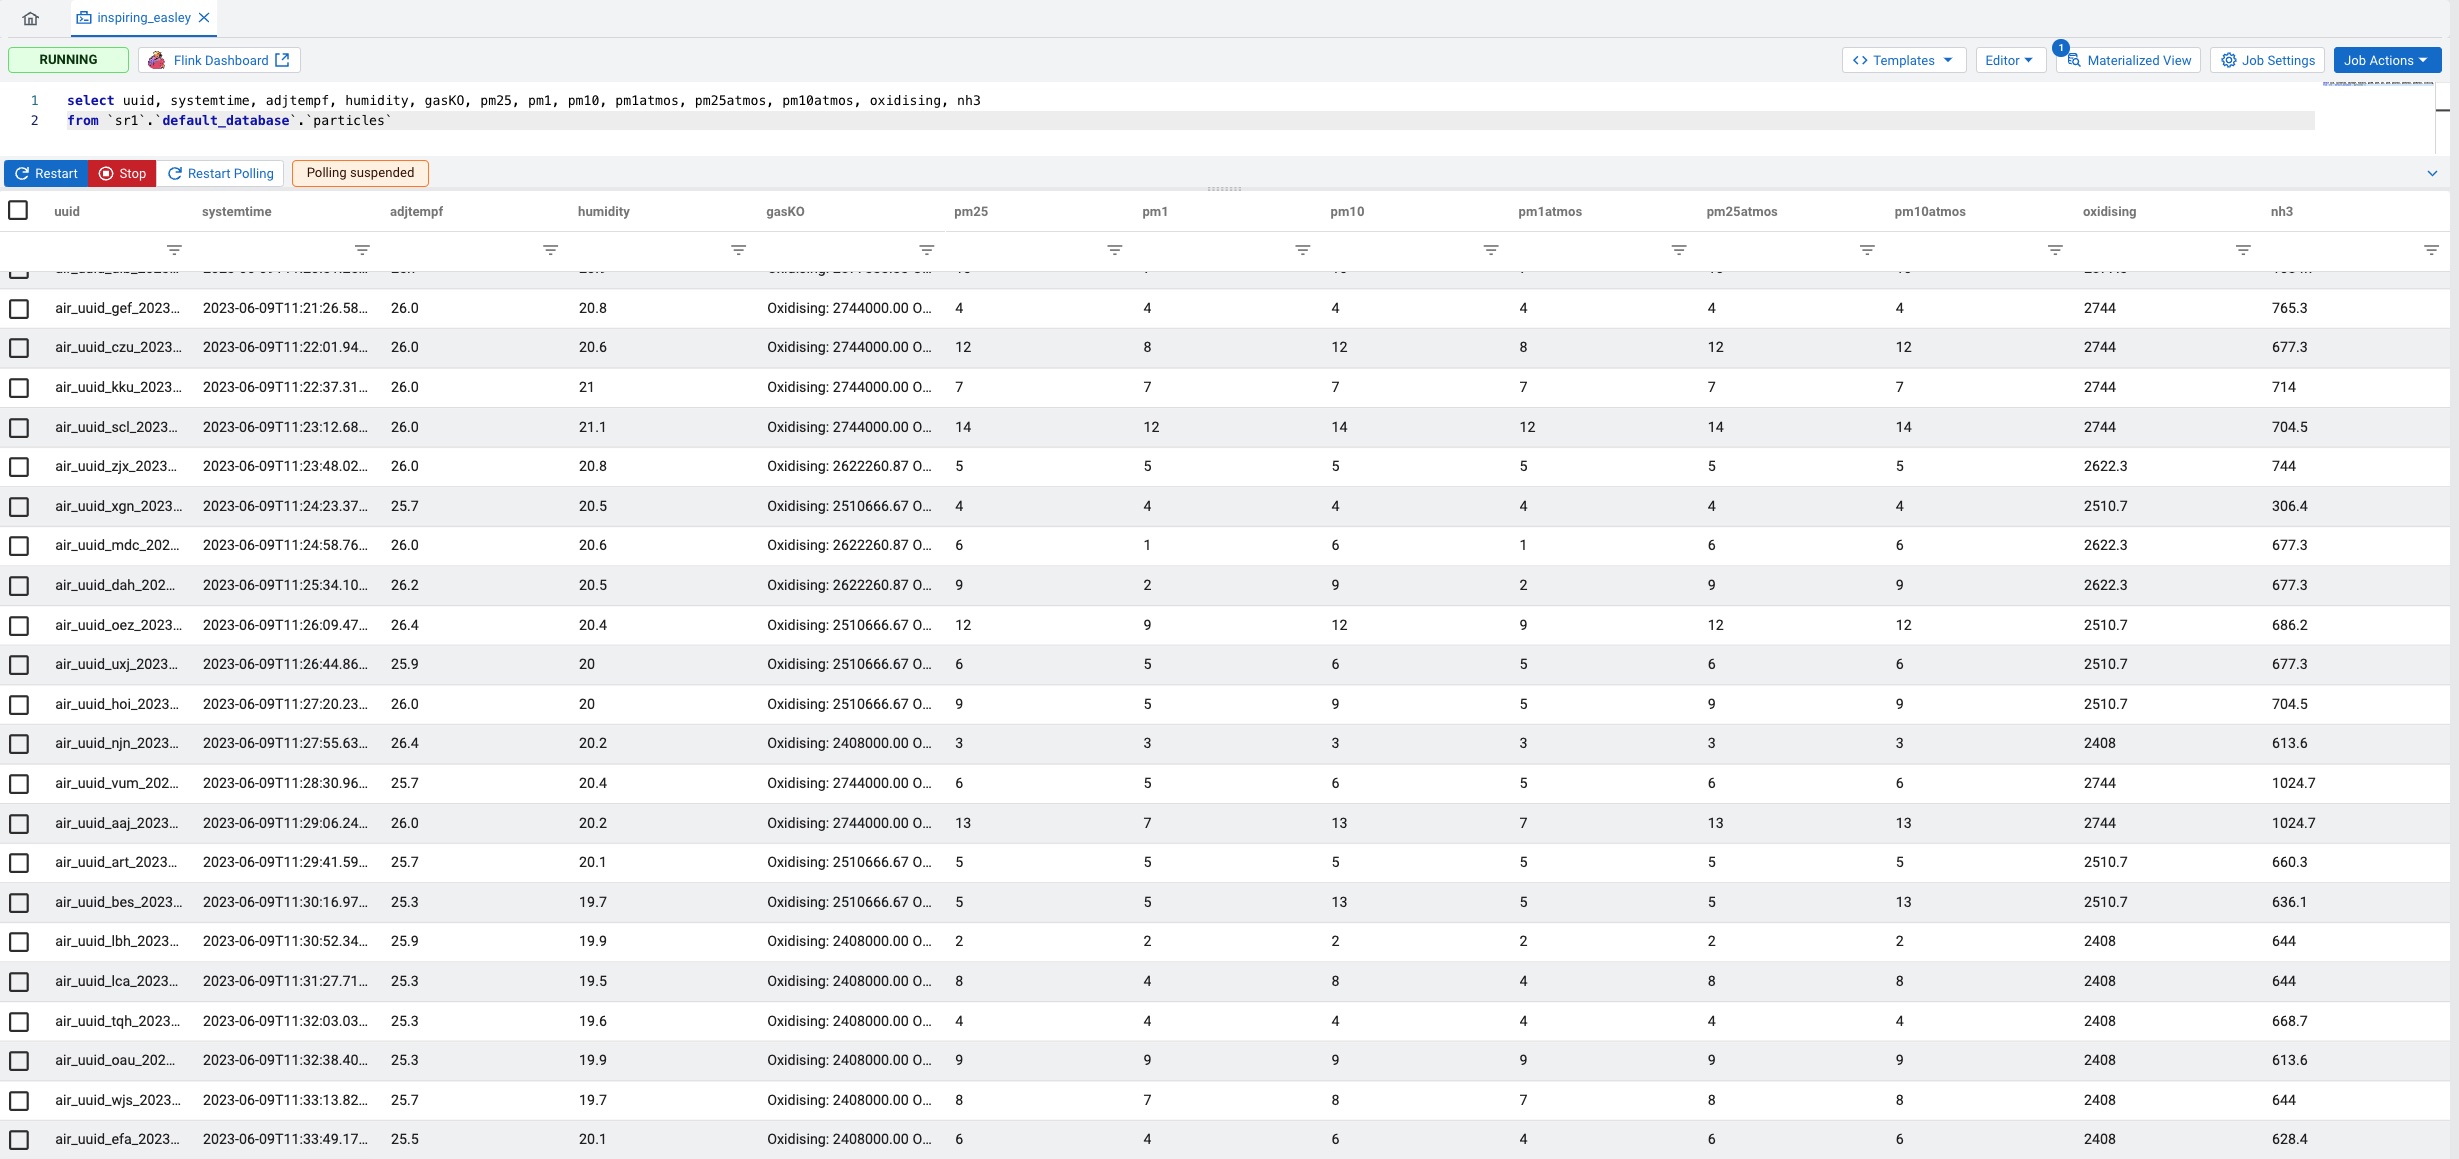 inspiring_easley
RUNNING Flink Dashboard Templates Editor 1 Materialized View Job Settings Job Actions
1 select uuid, systemtime, adjtempf, humidity, gasKO, pm25, pm1, pm10, pm1atmos, pm25atmos, pm10atmos, oxidising, nh3
2 from `sr1`.`default_database`.`particles`
Restart Stop Restart Polling Polling suspended
uuid systemtime adjtempf humidity gasKO pm25 pm1 pm10 pm1atmos pm25atmos pm10atmos oxidising nh3
air_uuid_gef_2023... 2023-06-09T11:21:26.58... 26.0 20.8 Oxidising: 2744000.00 O... 4 4 4 4 4 4 2744 765.3
air_uuid_czu_2023... 2023-06-09T11:22:01.94... 26.0 20.6 Oxidising: 2744000.00 O... 12 8 12 8 12 12 2744 677.3
air_uuid_kku_2023... 2023-06-09T11:22:37.31... 26.0 21 Oxidising: 2744000.00 O... 7 7 7 7 7 7 2744 714
air_uuid_scl_2023... 2023-06-09T11:23:12.68... 26.0 21.1 Oxidising: 2744000.00 O... 14 12 14 12 14 14 2744 704.5
air_uuid_zjx_2023... 2023-06-09T11:23:48.02... 26.0 20.8 Oxidising: 2622260.87 O... 5 5 5 5 5 5 2622.3 744
air_uuid_xgn_2023... 2023-06-09T11:24:23.37... 25.7 20.5 Oxidising: 2510666.67 O... 4 4 4 4 4 4 2510.7 306.4
air_uuid_mdc_202... 2023-06-09T11:24:58.76... 26.0 20.6 Oxidising: 2622260.87 O... 6 1 6 1 6 6 2622.3 677.3
air_uuid_dah_202... 2023-06-09T11:25:34.10... 26.2 20.5 Oxidising: 2622260.87 O... 9 2 9 2 9 9 2622.3 677.3
air_uuid_oez_2023... 2023-06-09T11:26:09.47... 26.4 20.4 Oxidising: 2510666.67 O... 12 9 12 9 12 12 2510.7 686.2
air_uuid_uxj_2023... 2023-06-09T11:26:44.86... 25.9 20 Oxidising: 2510666.67 O... 6 5 6 5 6 6 2510.7 677.3
air_uuid_hoi_2023... 2023-06-09T11:27:20.23... 26.0 20 Oxidising: 2510666.67 O... 9 5 9 5 9 9 2510.7 704.5
air_uuid_njn_2023... 2023-06-09T11:27:55.63... 26.4 20.2 Oxidising: 2408000.00 O... 3 3 3 3 3 3 2408 613.6
air_uuid_vum_202... 2023-06-09T11:28:30.96... 25.7 20.4 Oxidising: 2744000.00 O... 6 5 6 5 6 6 2744 1024.7
air_uuid_aaj_2023... 2023-06-09T11:29:06.24... 26.0 20.2 Oxidising: 2744000.00 O... 13 7 13 7 13 13 2744 1024.7
air_uuid_art_2023... 2023-06-09T11:29:41.59... 25.7 20.1 Oxidising: 2510666.67 O... 5 5 5 5 5 5 2510.7 660.3
air_uuid_bes_2023... 2023-06-09T11:30:16.97... 25.3 19.7 Oxidising: 2510666.67 O... 5 5 13 5 5 13 2510.7 636.1
air_uuid_lbh_2023... 2023-06-09T11:30:52.34... 25.9 19.9 Oxidising: 2408000.00 O... 2 2 2 2 2 2 2408 644
air_uuid_lca_2023... 2023-06-09T11:31:27.71... 25.3 19.5 Oxidising: 2408000.00 O... 8 4 8 4 8 8 2408 644
air_uuid_tqh_2023... 2023-06-09T11:32:03.03... 25.3 19.6 Oxidising: 2408000.00 O... 4 4 4 4 4 4 2408 668.7
air_uuid_oau_202... 2023-06-09T11:32:38.40... 25.3 19.9 Oxidising: 2408000.00 O... 9 9 9 9 9 9 2408 613.6
air_uuid_wjs_2023... 2023-06-09T11:33:13.82... 25.7 19.7 Oxidising: 2408000.00 O... 8 7 8 7 8 8 2408 644
air_uuid_efa_2023... 2023-06-09T11:33:49.17... 25.5 20.1 Oxidising: 2408000.00 O... 6 4 6 4 6 6 2408 628.4